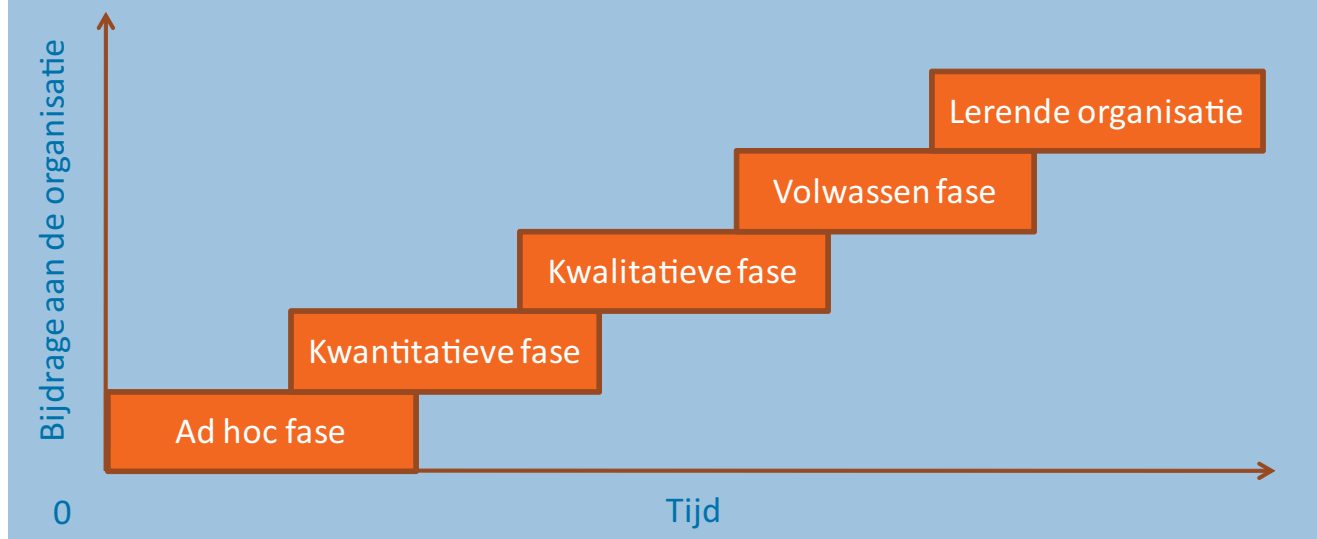 Bijdrage aan de organisatie
Lerende organisatie
Volwassen fase
Kwalitatieve fase
Kwantitatieve fase
Ad hoc fase
0
Tijd